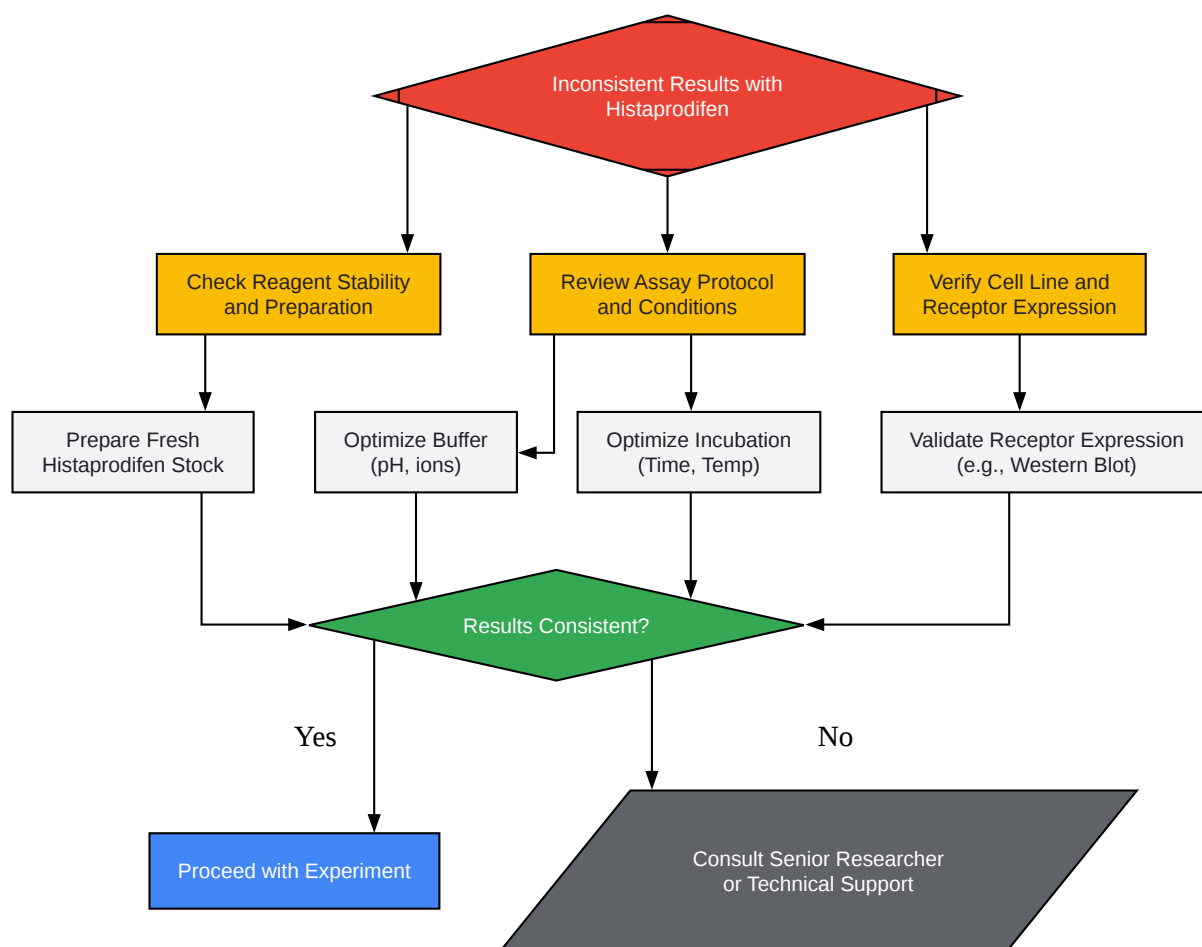 Inconsistent Results with
Histaprodifen
Check Reagent Stability
and Preparation
Review Assay Protocol
and Conditions
Verify Cell Line and
Receptor Expression
Prepare Fresh
Histaprodifen Stock
Optimize Buffer
(pH, ions)
Optimize Incubation
(Time, Temp)
Validate Receptor Expression
(e.g., Western Blot)
Results Consistent?
Yes
No
Proceed with Experiment
Consult Senior Researcher
or Technical Support